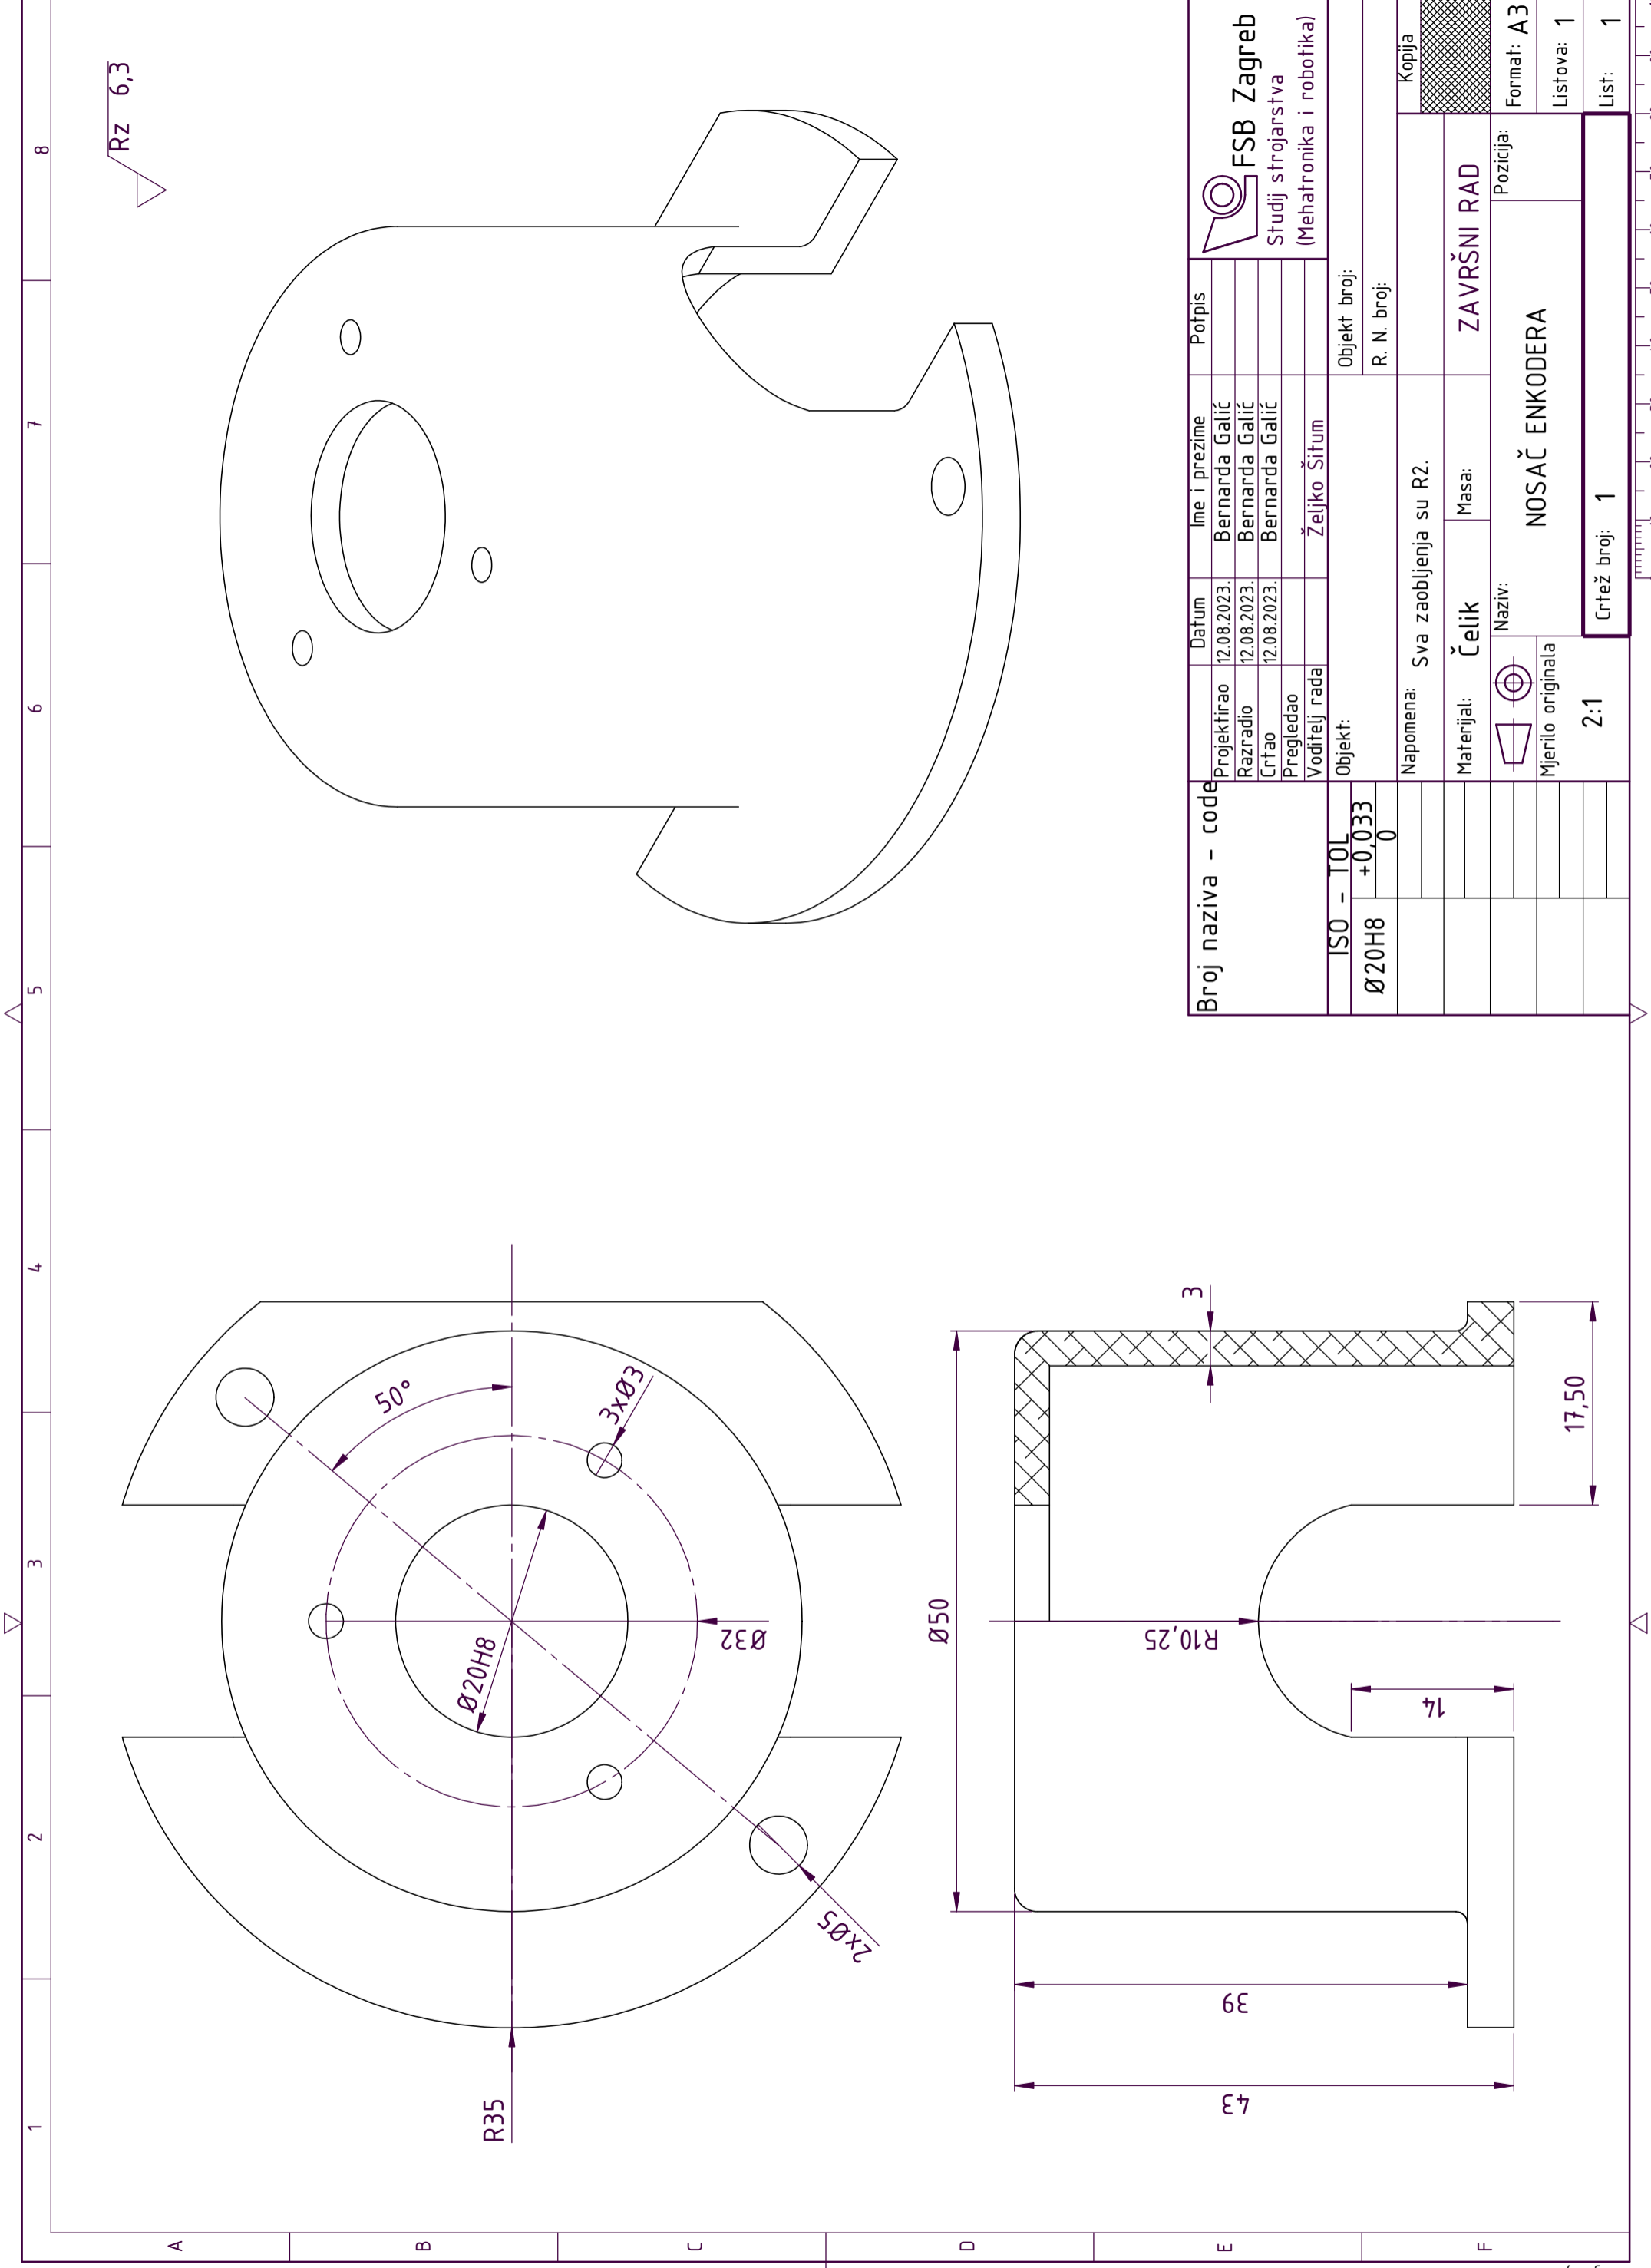 1
2
3
4
5
6
7
8
A
B
C
D
E
F
Rz 6,3
50°
3xØ3
Ø20H8
Ø32
2xØ5
R35
Ø50
3
R10,25
14
17,50
39
43
Broj naziva - code
ISO - TOL
Ø20H8
+0,033
0
Datum
Ime i prezime
Potpis
Projektirao 12.08.2023. Bernarda Galić
Razradio 12.08.2023. Bernarda Galić
Crtao 12.08.2023. Bernarda Galić
Pregledao
Voditelj rada Željko Šitum
FSB Zagreb
Studij strojarstva
(Mehatronika i robotika)
Objekt:
Objekt broj:
R. N. broj:
Napomena: Sva zaobljenja su R2.
Kopija
Materijal: Čelik
Masa:
ZAVRŠNI RAD
Naziv:
NOSAČ ENKODERA
Pozicija:
Format: A3
Mjerilo originala
2:1
Listova: 1
Crtež broj: 1
List: 1